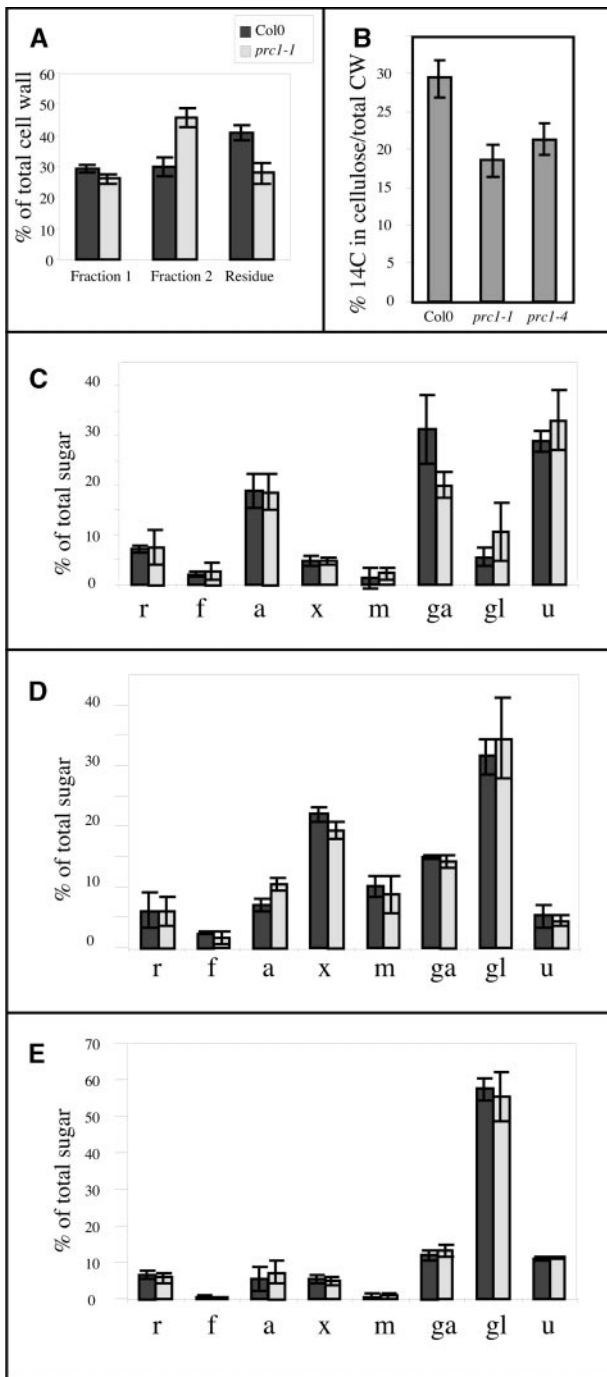 A
Col0
prc1-1
% of total cell wall
60
50
40
30
20
10
0
Fraction 1 Fraction 2 Residue
B
% 14C in cellulose/total CW
30
25
20
15
10
5
0
Col0 prc1-1 prc1-4
C
% of total sugar
40
30
20
10
0
r f a x m ga gl u
D
% of total sugar
40
30
20
10
0
r f a x m ga gl u
E
% of total sugar
70
60
50
40
30
20
10
0
r f a x m ga gl u